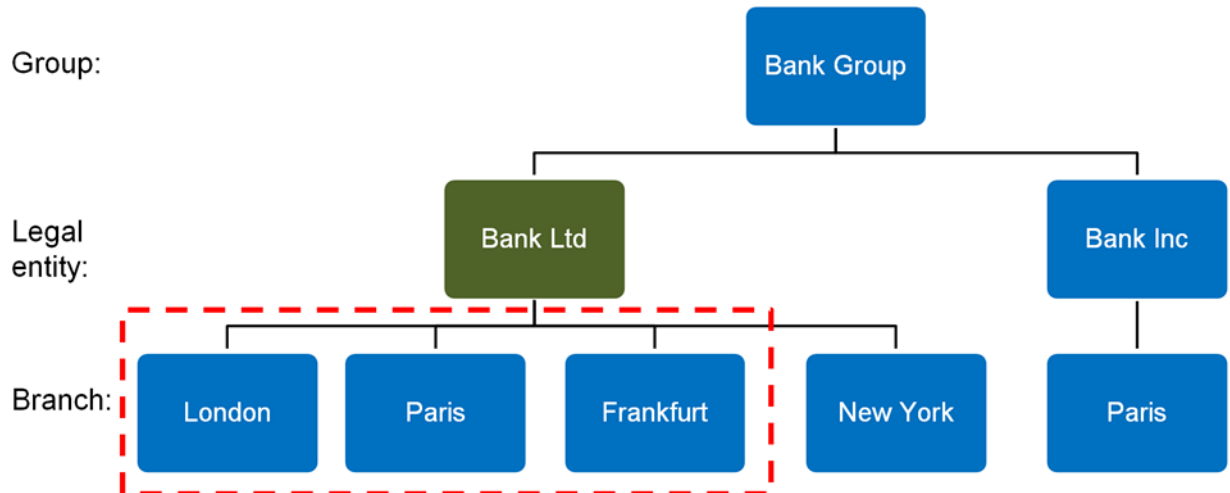 Group:
Bank Group
Legal
entity:
Bank Ltd
Bank Inc
Branch:
London
Paris
Frankfurt
New York
Paris